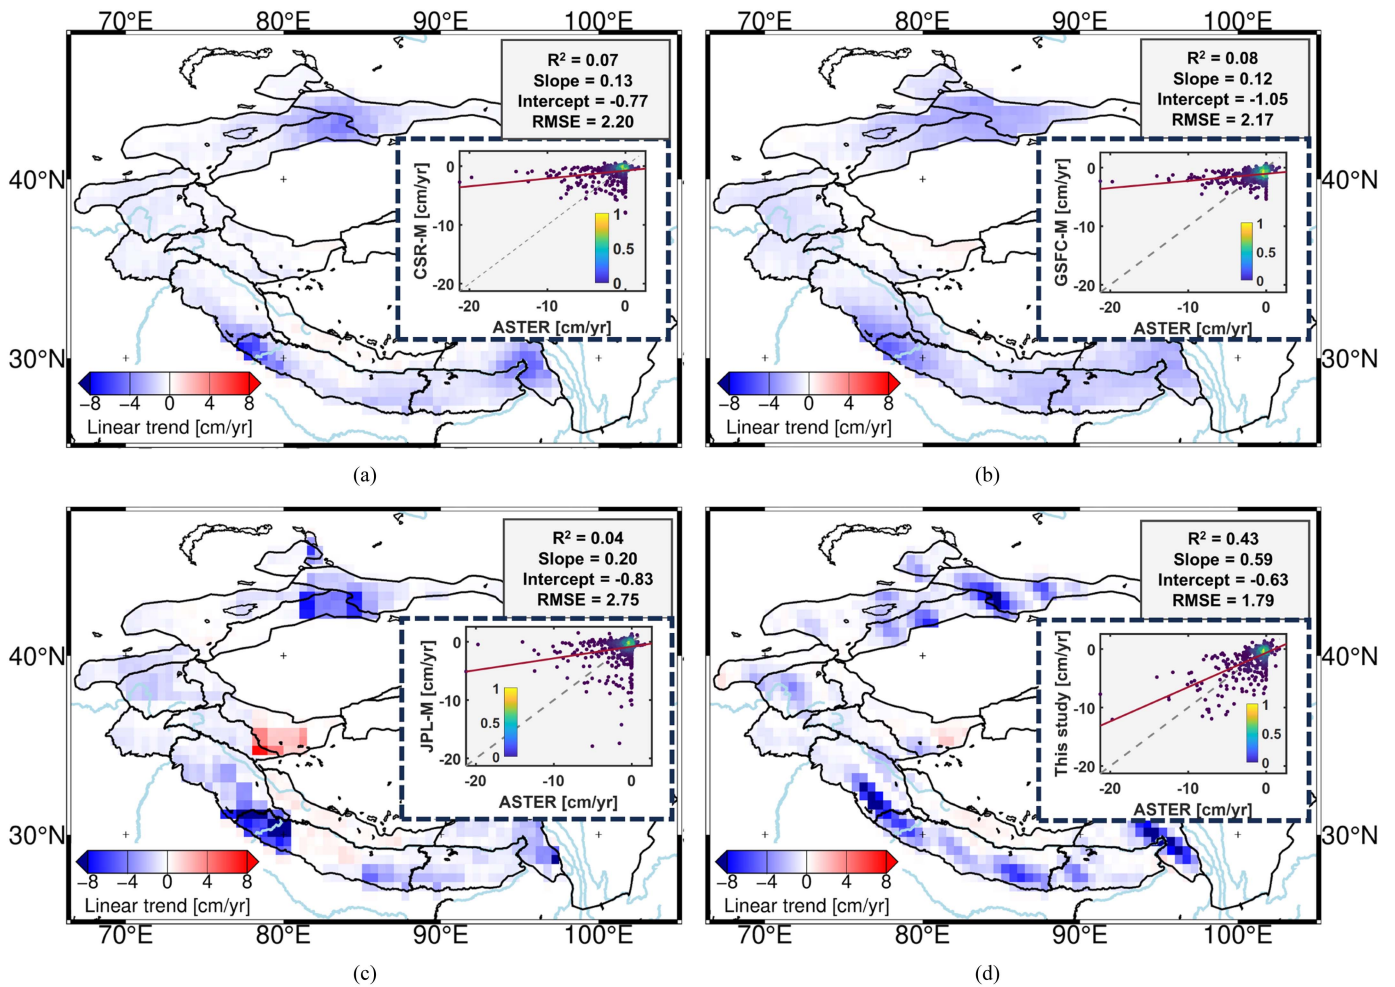 70°E 80°E 90°E 100°E 70°E 80°E 90°E 100°E
R² = 0.07
Slope = 0.13
Intercept = -0.77
RMSE = 2.20
CSR-M [cm/yr]
0
-10
-20
1
0.5
0
-20 -10 0
ASTER [cm/yr]
40°N
30°N
−8 −4 0 4 8
Linear trend [cm/yr]
(a)
R² = 0.08
Slope = 0.12
Intercept = -1.05
RMSE = 2.17
GSFC-M [cm/yr]
0
-10
-20
1
0.5
0
-20 -10 0
ASTER [cm/yr]
40°N
30°N
−8 −4 0 4 8
Linear trend [cm/yr]
(b)
R² = 0.04
Slope = 0.20
Intercept = -0.83
RMSE = 2.75
JPL-M [cm/yr]
0
-10
-20
1
0.5
0
-20 -10 0
ASTER [cm/yr]
40°N
30°N
−8 −4 0 4 8
Linear trend [cm/yr]
70°E 80°E 90°E 100°E
(c)
R² = 0.43
Slope = 0.59
Intercept = -0.63
RMSE = 1.79
This study [cm/yr]
0
-10
-20
1
0.5
0
-20 -10 0
ASTER [cm/yr]
40°N
30°N
−8 −4 0 4 8
Linear trend [cm/yr]
70°E 80°E 90°E 100°E
(d)